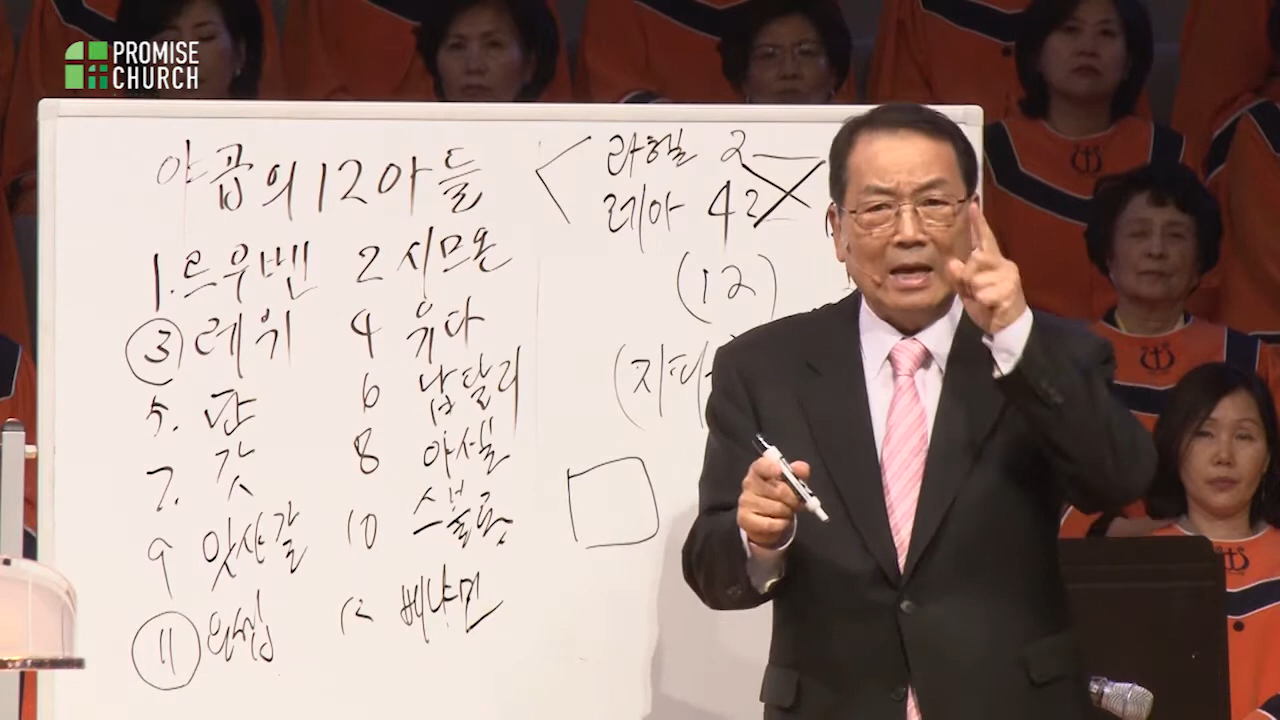 PROMISE
CHURCH
야곱의 12아들
1. 르우벤 2 시므온
③ 레위 4 유다
5. 단 6 납달리
7. 갓 8 아셀
9 잇사갈 10 스불론
⑪ 요셉 12 베냐민
라헬 2
레아 4 2
(12)